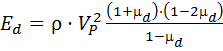 E_d = ρ · V_P^2 (1+μ_d)·(1-2μ_d) / 1-μ_d